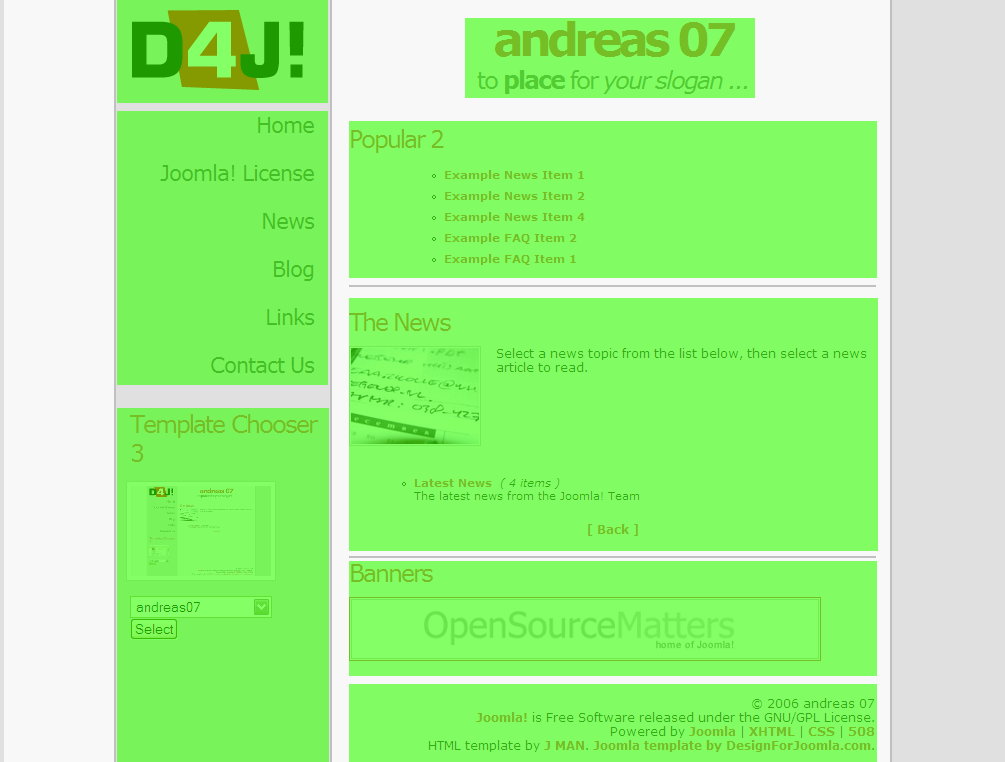 D4J!
Home
Joomla! License
News
Blog
Links
Contact Us
Template Chooser
3
andreas07
Select
andreas 07
to place for your slogan ...
Popular 2
Example News Item 1
Example News Item 2
Example News Item 4
Example FAQ Item 2
Example FAQ Item 1
The News
Select a news topic from the list below, then select a news
article to read.
Latest News ( 4 items )
The latest news from the Joomla! Team
[ Back ]
Banners
OpenSourceMatters
home of Joomla!
© 2006 andreas 07
Joomla! is Free Software released under the GNU/GPL License.
Powered by Joomla | XHTML | CSS | 508
HTML template by J MAN. Joomla template by DesignForJoomla.com.